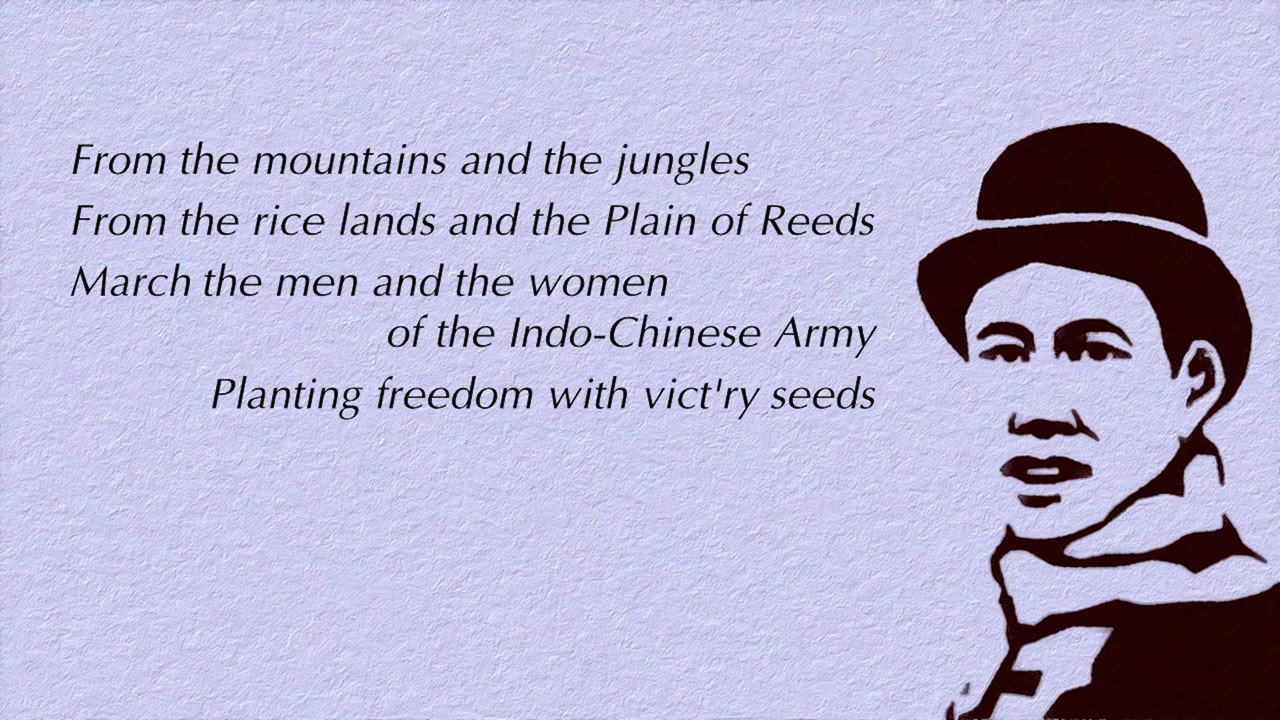 From the mountains and the jungles
From the rice lands and the Plain of Reeds
March the men and the women
of the Indo-Chinese Army
Planting freedom with vict'ry seeds